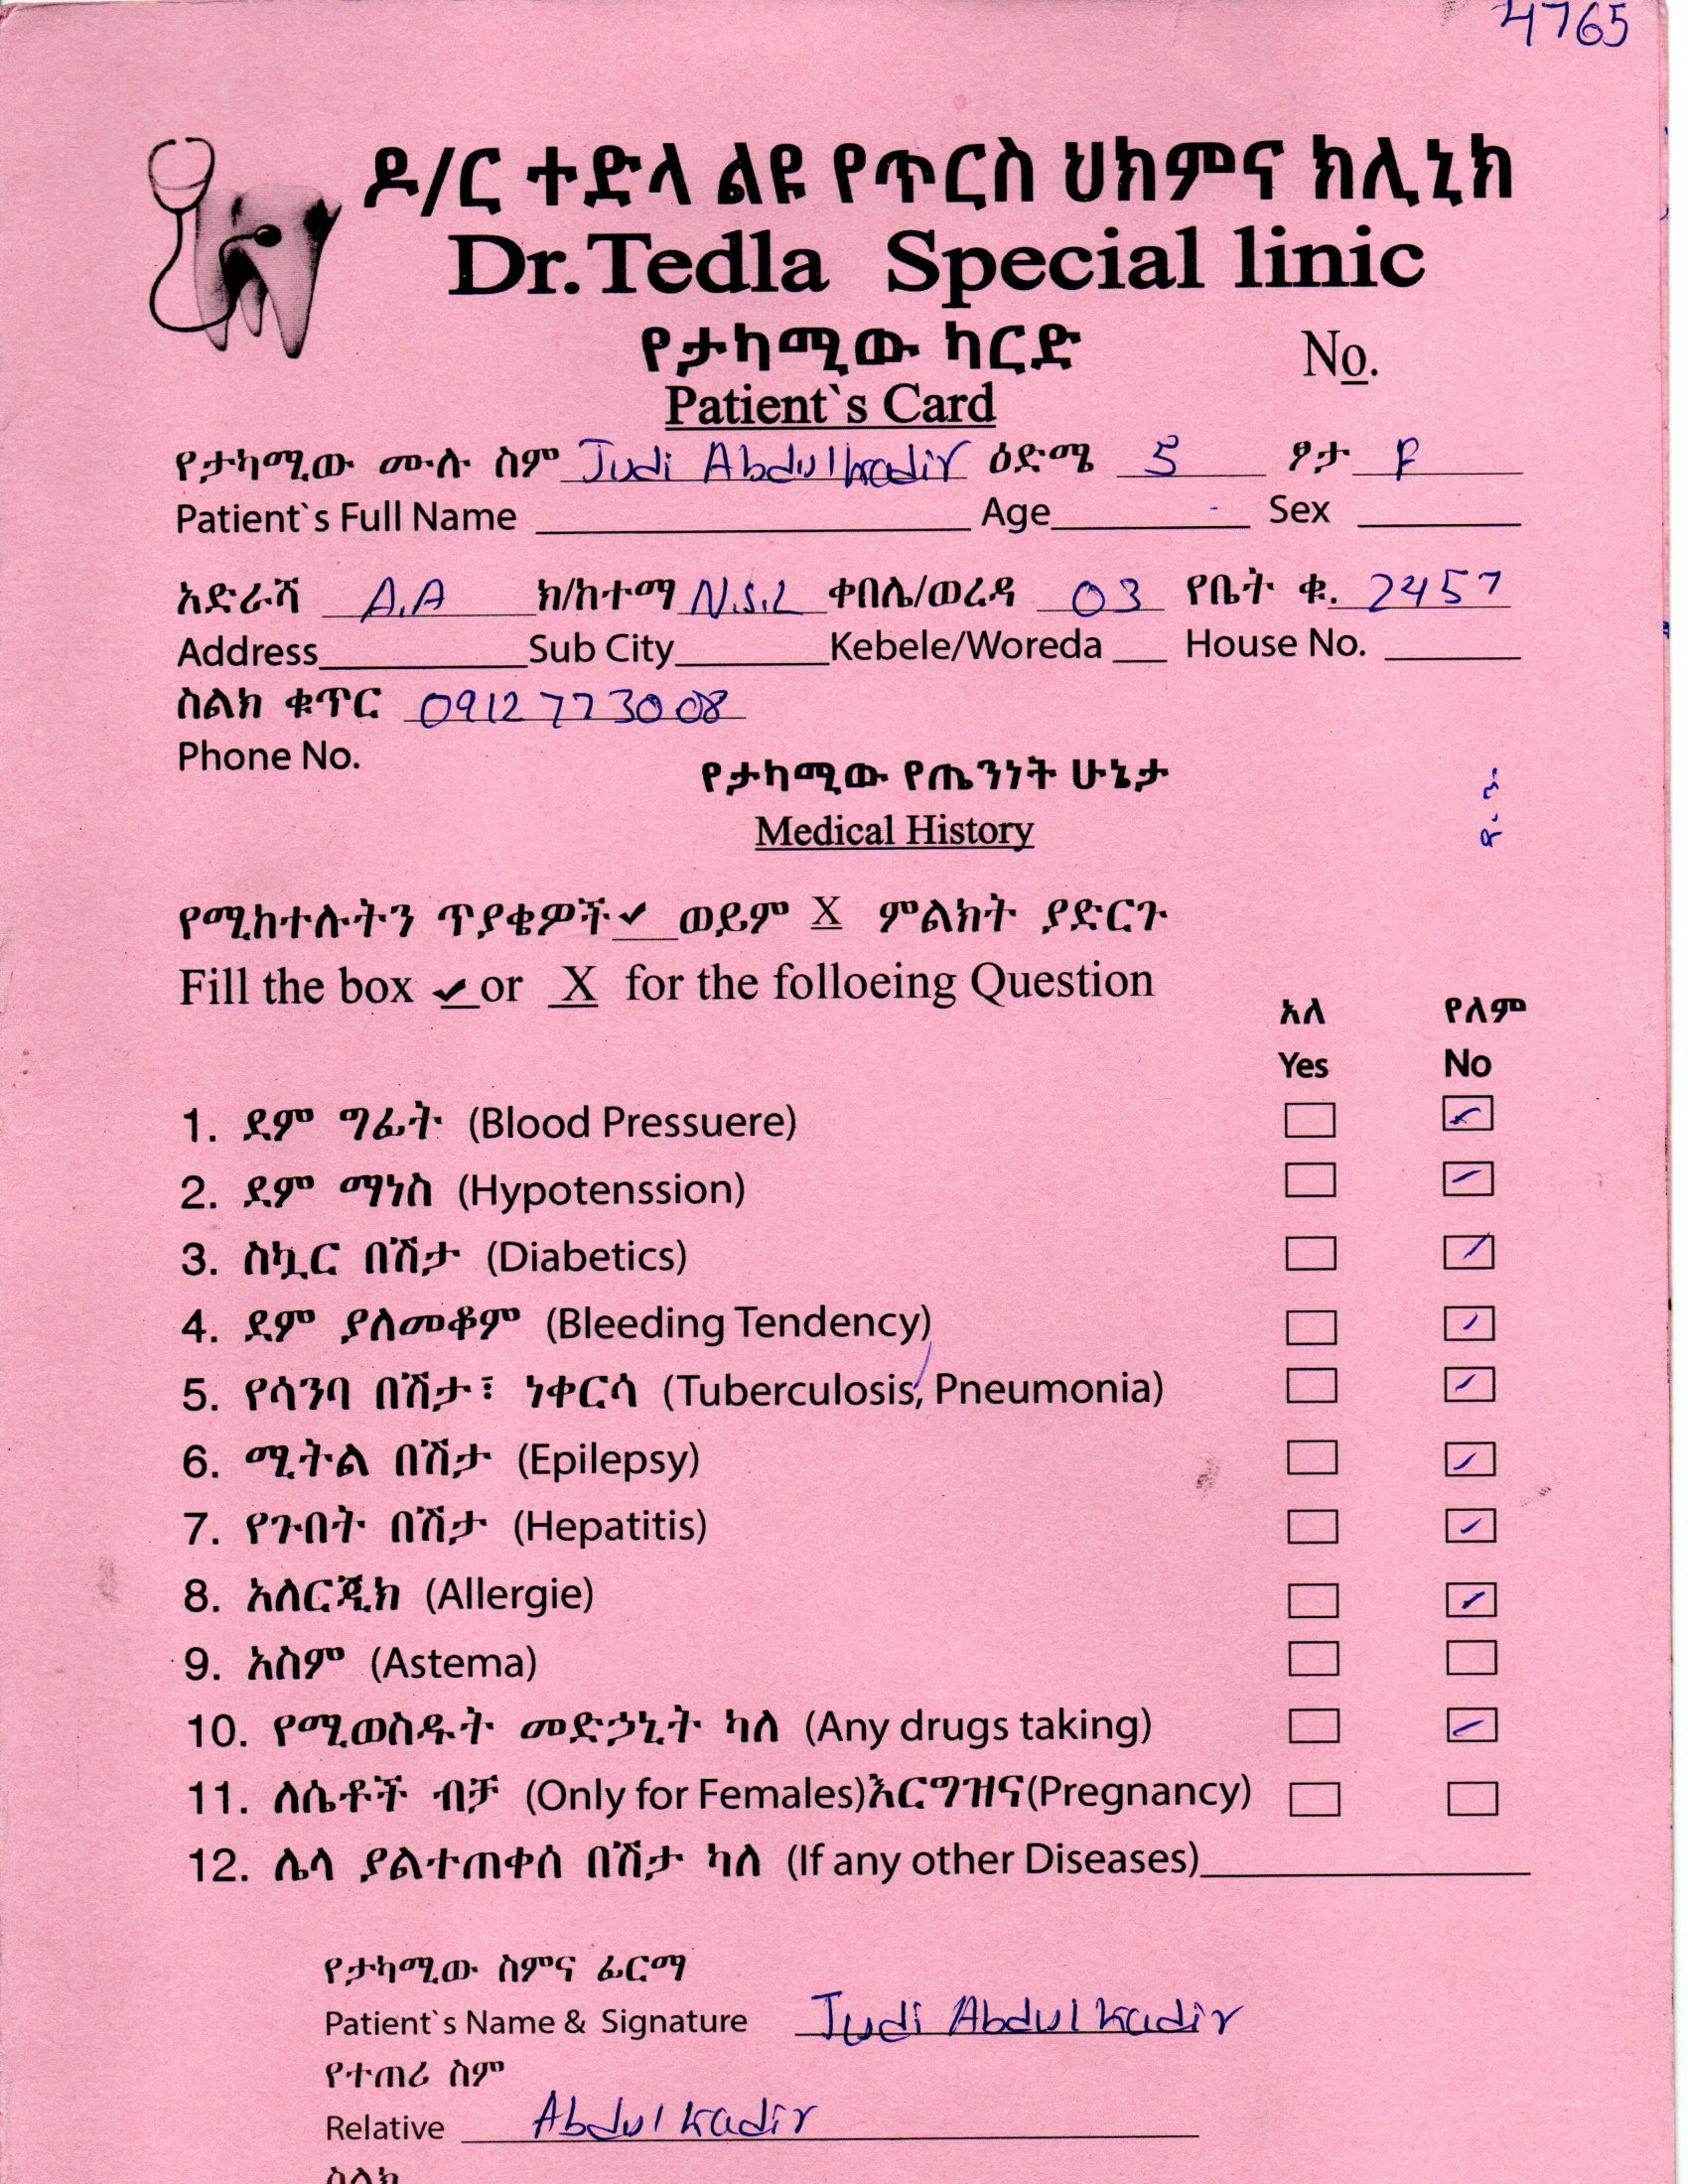 4765
ዶ/ር ተድላ ልዩ የጥርስ ህክምና ክሊኒክ
Dr.Tedla Special linic
የታካሚው ካርድ
No.
Patient`s Card
የታካሚው ሙሉ ስም Judi Abdulkadir ዕድሜ 5 ፆታ F
Patient`s Full Name Age Sex
አድራሻ A.A ክ/ከተማ N.S.L ቀበሌ/ወረዳ 03 የቤት ቁ. 2457
Address Sub City Kebele/Woreda House No.
ስልክ ቁጥር 0912773008
Phone No.
የታካሚው የጤንነት ሁኔታ
Medical History
የሚከተሉትን ጥያቄዎች ✓ ወይም X ምልክት ያድርጉ
Fill the box ✓ or X for the folloeing Question
አለ የለም
Yes No
1. ደም ግፊት (Blood Pressuere)
2. ደም ማነስ (Hypotenssion)
3. ስኳር በሽታ (Diabetics)
4. ደም ያለመቆም (Bleeding Tendency)
5. የሳንባ በሽታ፣ ነቀርሳ (Tuberculosis, Pneumonia)
6. ሚትል በሽታ (Epilepsy)
7. የጉበት በሽታ (Hepatitis)
8. አለርጂክ (Allergie)
9. አስም (Astema)
10. የሚወስዱት መድኃኒት ካለ (Any drugs taking)
11. ለሴቶች ብቻ (Only for Females)እርግዝና(Pregnancy)
12. ሌላ ያልተጠቀሰ በሽታ ካለ (If any other Diseases)
የታካሚው ስምና ፊርማ
Patient`s Name & Signature Judi Abdulkadir
የተጠሪ ስም
Relative Abdulkadir
ስልክ